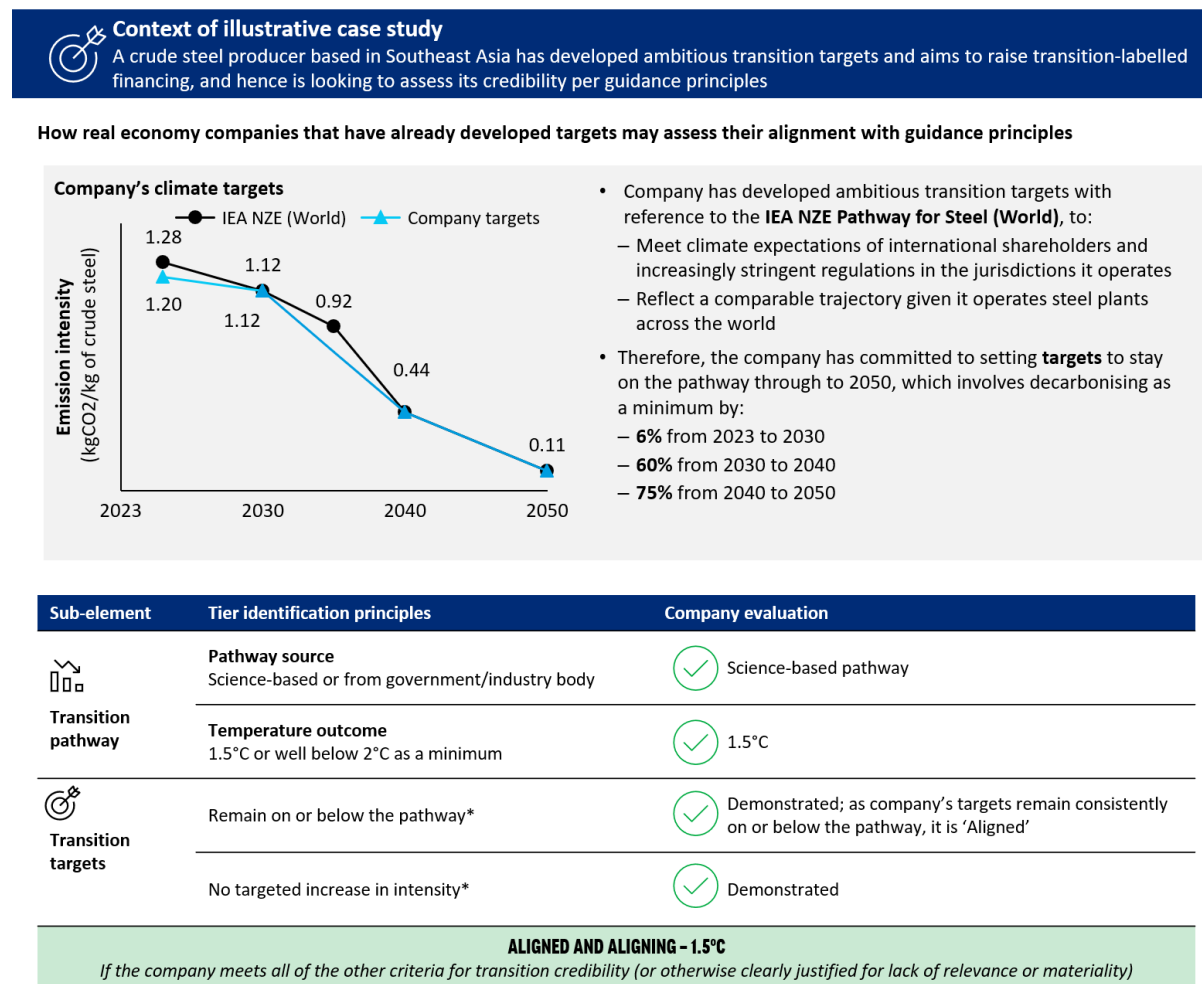 Context of illustrative case study
A crude steel producer based in Southeast Asia has developed ambitious transition targets and aims to raise transition-labelled
financing, and hence is looking to assess its credibility per guidance principles
How real economy companies that have already developed targets may assess their alignment with guidance principles
Company's climate targets
IEA NZE (World)
Company targets
Emission intensity
(kgCO2/kg of crude steel)
1.28
1.20
1.12
1.12
0.92
0.44
0.11
2023
2030
2040
2050
• Company has developed ambitious transition targets with
reference to the IEA NZE Pathway for Steel (World), to:
– Meet climate expectations of international shareholders and
increasingly stringent regulations in the jurisdictions it operates
– Reflect a comparable trajectory given it operates steel plants
across the world
• Therefore, the company has committed to setting targets to stay
on the pathway through to 2050, which involves decarbonising as
a minimum by:
– 6% from 2023 to 2030
– 60% from 2030 to 2040
– 75% from 2040 to 2050
Sub-element
Tier identification principles
Company evaluation
Transition
pathway
Pathway source
Science-based or from government/industry body
Science-based pathway
Temperature outcome
1.5°C or well below 2°C as a minimum
1.5°C
Transition
targets
Remain on or below the pathway*
Demonstrated; as company's targets remain consistently
on or below the pathway, it is 'Aligned'
No targeted increase in intensity*
Demonstrated
ALIGNED AND ALIGNING – 1.5°C
If the company meets all of the other criteria for transition credibility (or otherwise clearly justified for lack of relevance or materiality)